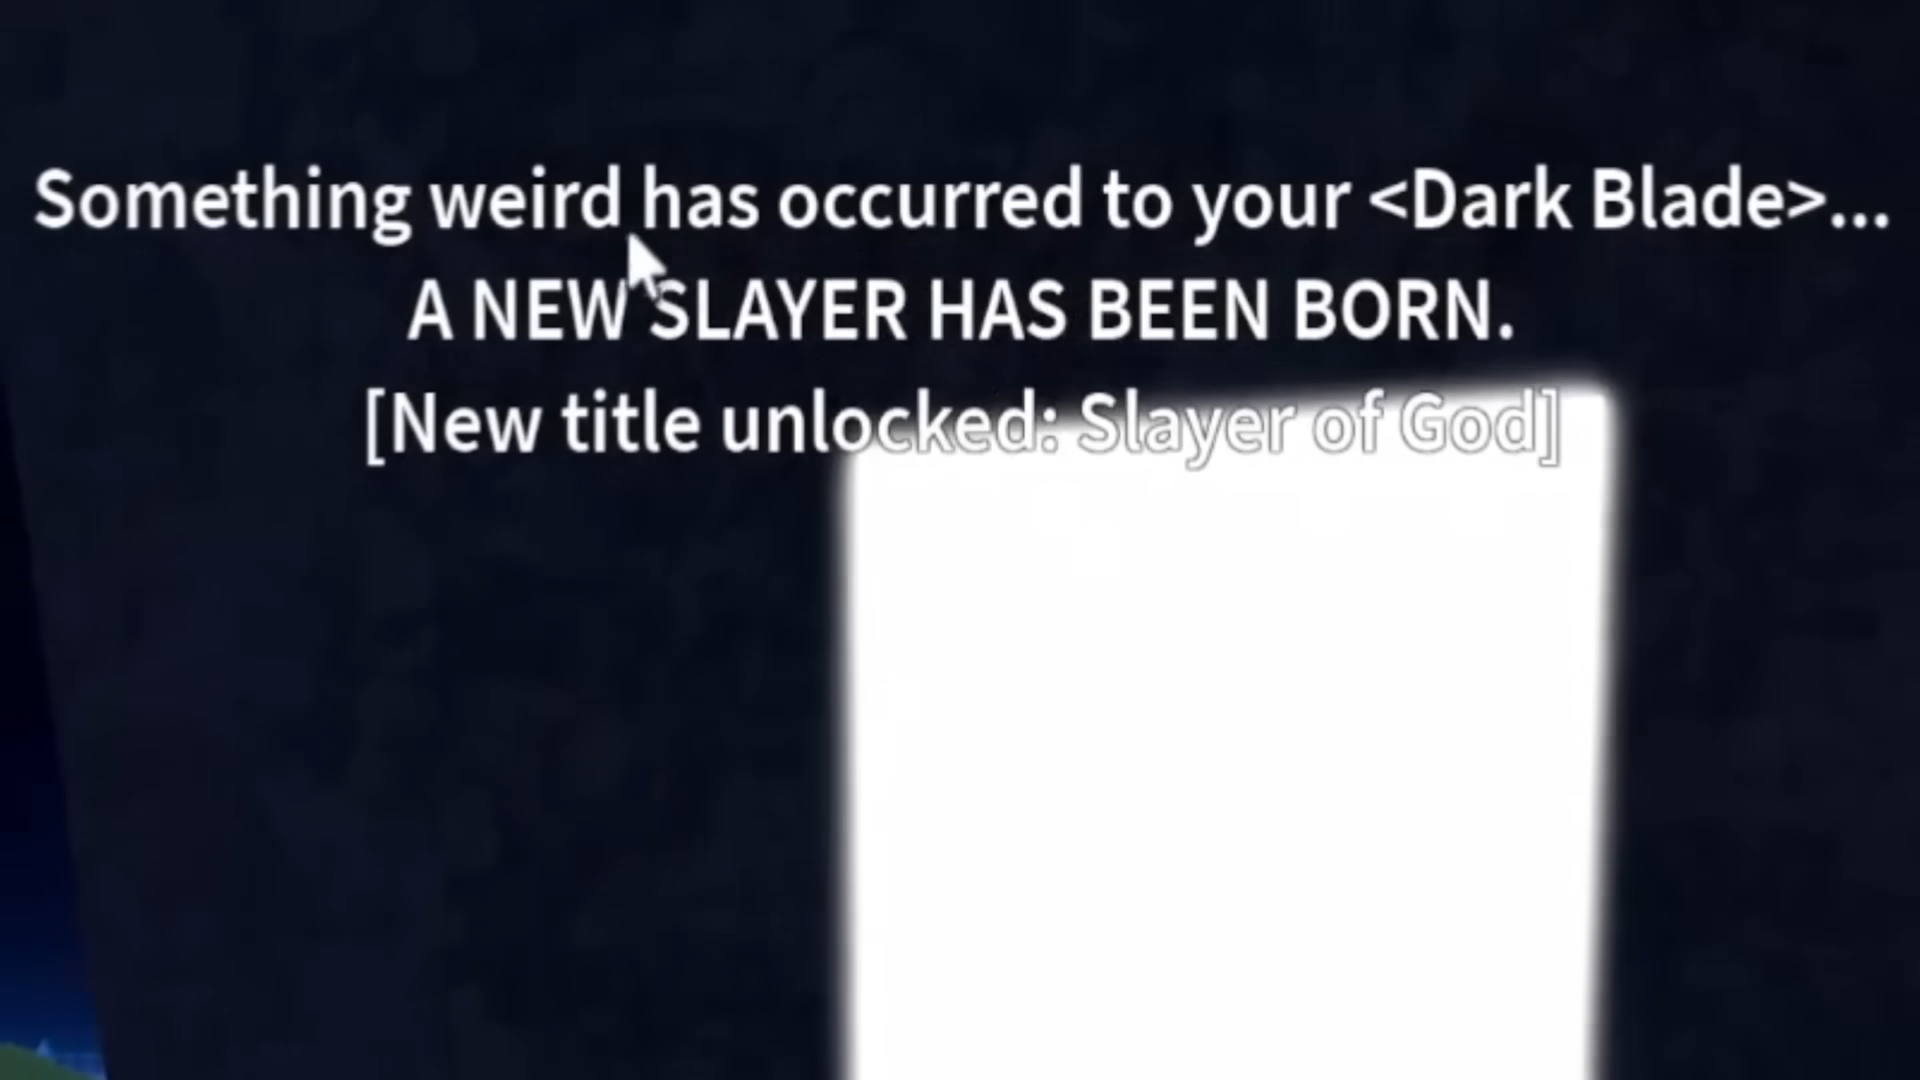 Something weird has occurred to your <Dark Blade>...
A NEW SLAYER HAS BEEN BORN.
[New title unlocked: Slayer of God]